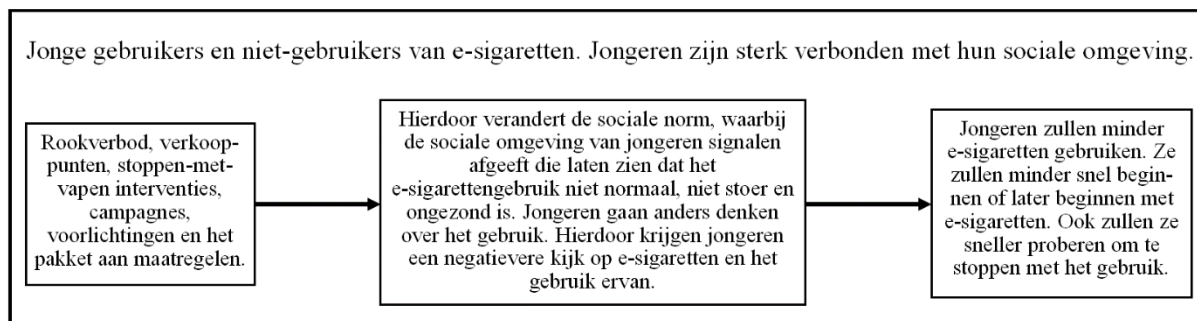 Jonge gebruikers en niet-gebruikers van e-sigaretten. Jongeren zijn sterk verbonden met hun sociale omgeving.
Rookverbod, verkoop-
punten, stoppen-met-
vapen interventies,
campagnes,
voorlichtingen en het
pakket aan maatregelen.
Hierdoor verandert de sociale norm, waarbij
de sociale omgeving van jongeren signalen
afgeeft die laten zien dat het
e-sigarettengebruik niet normaal, niet stoer en
ongezond is. Jongeren gaan anders denken
over het gebruik. Hierdoor krijgen jongeren
een negatievere kijk op e-sigaretten en het
gebruik ervan.
Jongeren zullen minder
e-sigaretten gebruiken. Ze
zullen minder snel begin-
nen of later beginnen met
e-sigaretten. Ook zullen ze
sneller proberen om te
stoppen met het gebruik.